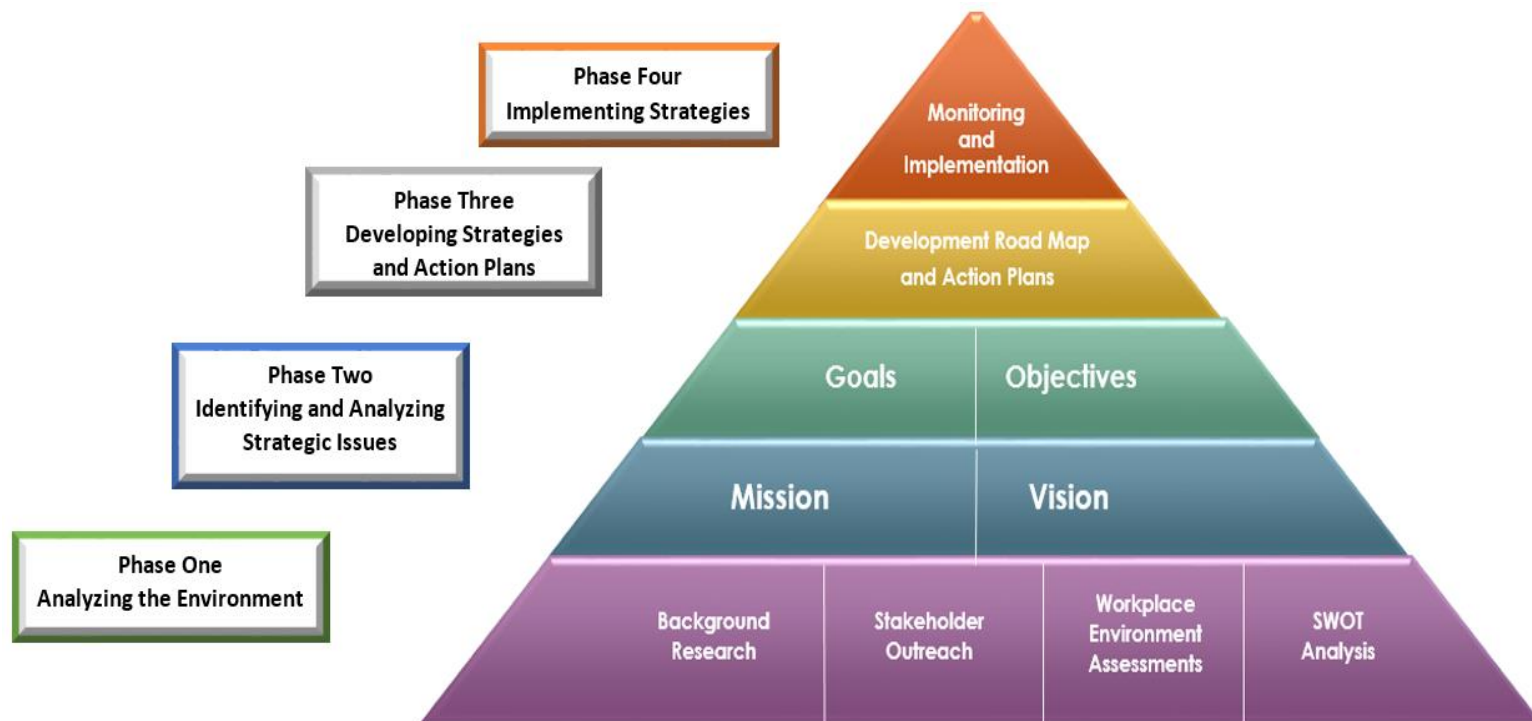 Phase Four
Implementing Strategies
Monitoring
and
Implementation
Phase Three
Developing Strategies
and Action Plans
Development Road Map
and Action Plans
Phase Two
Identifying and Analyzing
Strategic Issues
Goals
Objectives
Mission
Vision
Phase One
Analyzing the Environment
Background
Research
Stakeholder
Outreach
Workplace
Environment
Assessments
SWOT
Analysis